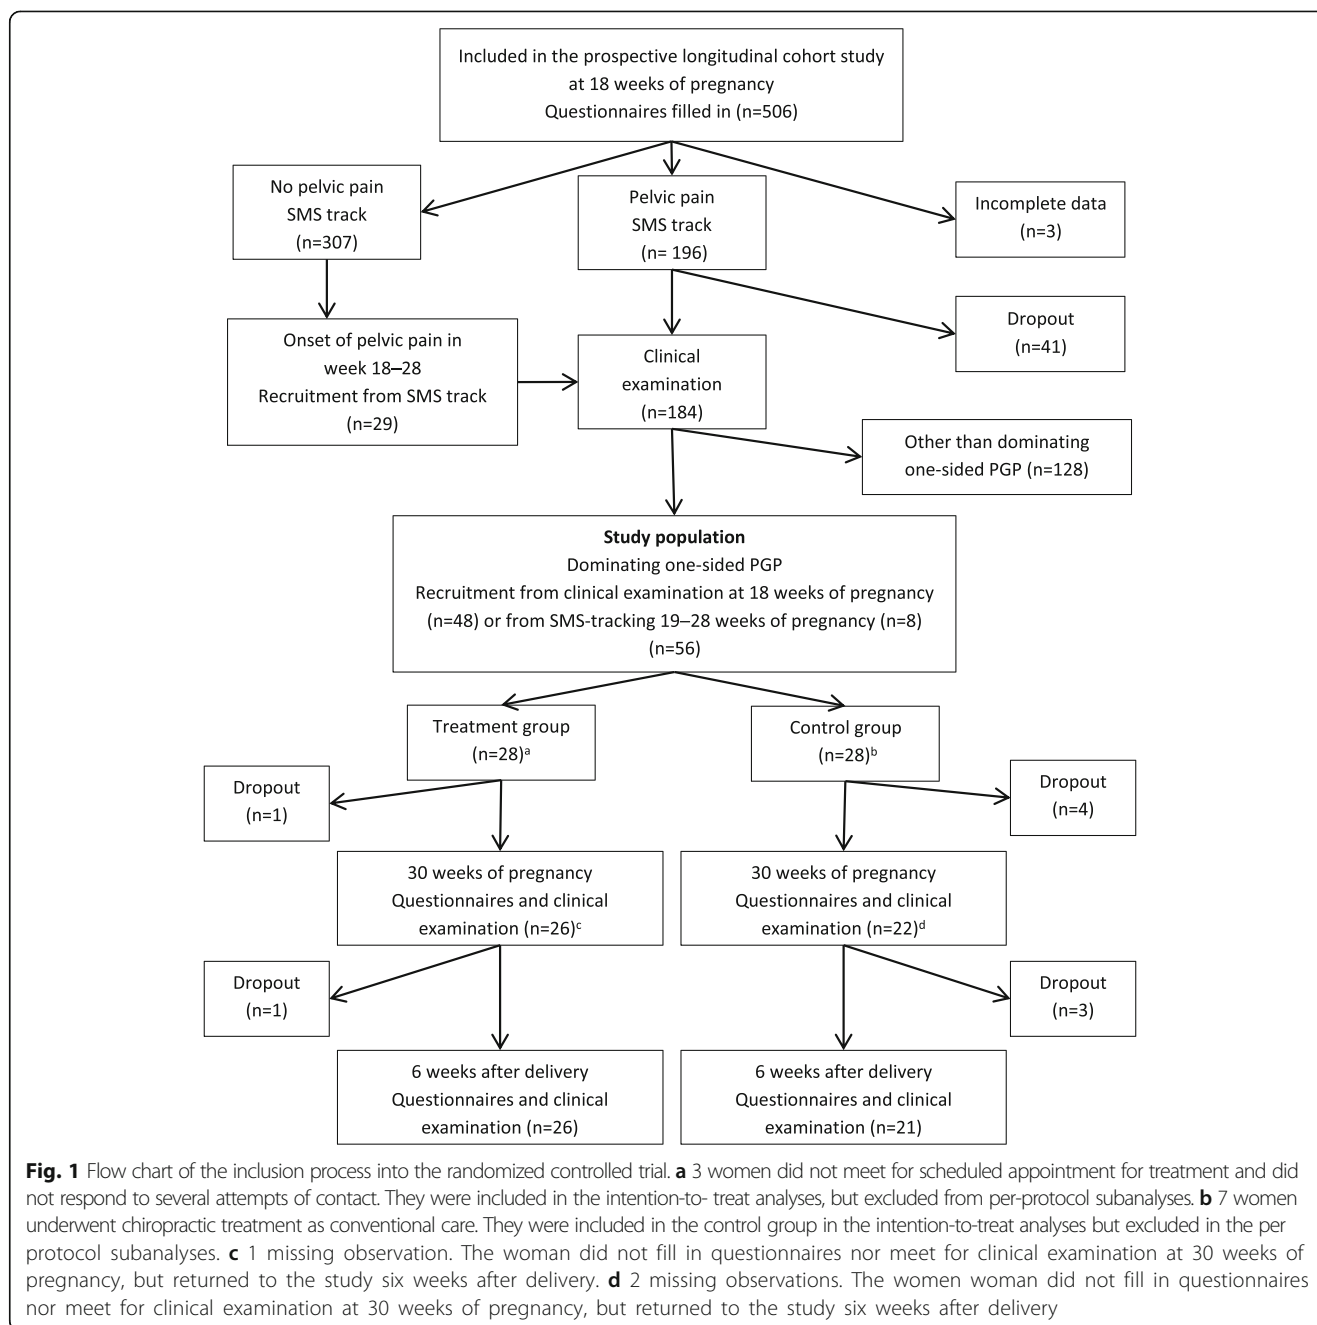 Included in the prospective longitudinal cohort study
at 18 weeks of pregnancy
Questionnaires filled in (n=506)
No pelvic pain
SMS track
(n=307)
Pelvic pain
SMS track
(n= 196)
Incomplete data
(n=3)
Dropout
(n=41)
Onset of pelvic pain in
week 18–28
Recruitment from SMS track
(n=29)
Clinical
examination
(n=184)
Other than dominating
one-sided PGP (n=128)
Study population
Dominating one-sided PGP
Recruitment from clinical examination at 18 weeks of pregnancy
(n=48) or from SMS-tracking 19–28 weeks of pregnancy (n=8)
(n=56)
Treatment group
(n=28)a
Control group
(n=28)b
Dropout
(n=1)
Dropout
(n=4)
30 weeks of pregnancy
Questionnaires and clinical
examination (n=26)c
30 weeks of pregnancy
Questionnaires and clinical
examination (n=22)d
Dropout
(n=1)
Dropout
(n=3)
6 weeks after delivery
Questionnaires and clinical
examination (n=26)
6 weeks after delivery
Questionnaires and clinical
examination (n=21)
Fig. 1 Flow chart of the inclusion process into the randomized controlled trial. a 3 women did not meet for scheduled appointment for treatment and did
not respond to several attempts of contact. They were included in the intention-to- treat analyses, but excluded from per-protocol subanalyses. b 7 women
underwent chiropractic treatment as conventional care. They were included in the control group in the intention-to-treat analyses but excluded in the per
protocol subanalyses. c 1 missing observation. The woman did not fill in questionnaires nor meet for clinical examination at 30 weeks of
pregnancy, but returned to the study six weeks after delivery. d 2 missing observations. The women woman did not fill in questionnaires
nor meet for clinical examination at 30 weeks of pregnancy, but returned to the study six weeks after delivery